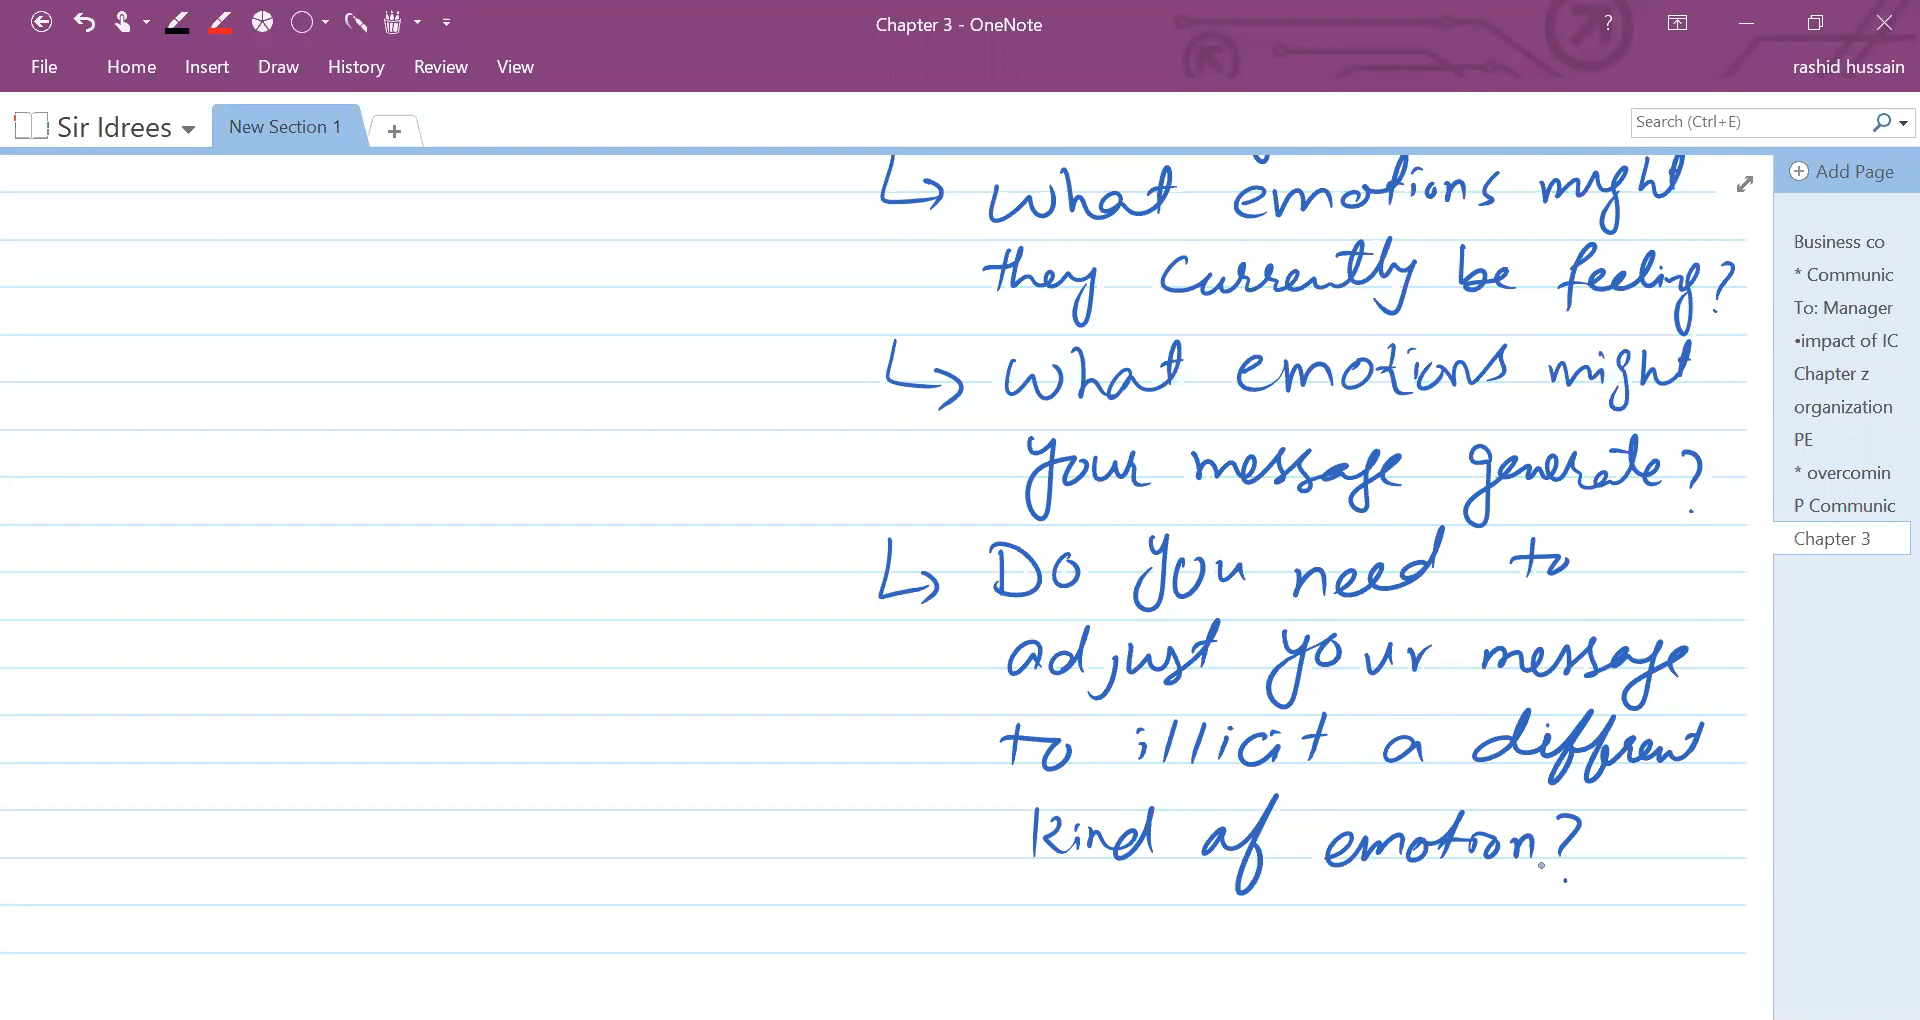 Chapter 3 - OneNote
?
File Home Insert Draw History Review View
rashid hussain
Sir Idrees
New Section 1
+
Search (Ctrl+E)
Add Page
Business co
* Communic
To: Manager
•impact of IC
Chapter z
organization
PE
* overcomin
P Communic
Chapter 3
↳ What emotions might
they currently be feeling?
↳ What emotions might
your message generate?
↳ Do you need to
adjust your message
to illicit a different
kind of emotion?